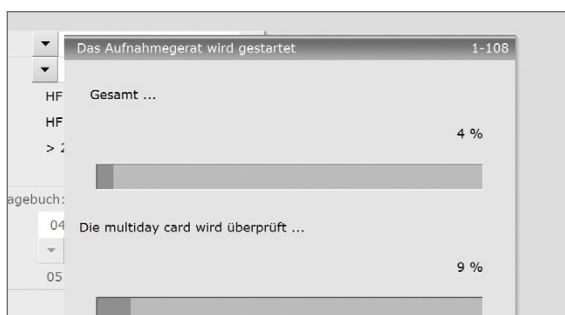 Das Aufnahmegerat wird gestartet 1-108
HF
Gesamt ...
HF
4 %
> 2
agebuch:
04
Die multiday card wird überprüft ...
9 %
05